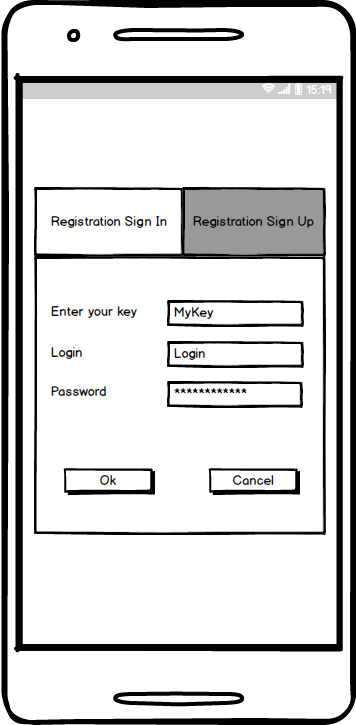 15:19
Registration Sign In
Registration Sign Up
Enter your key
MyKey
Login
Login
Password
************
Ok
Cancel